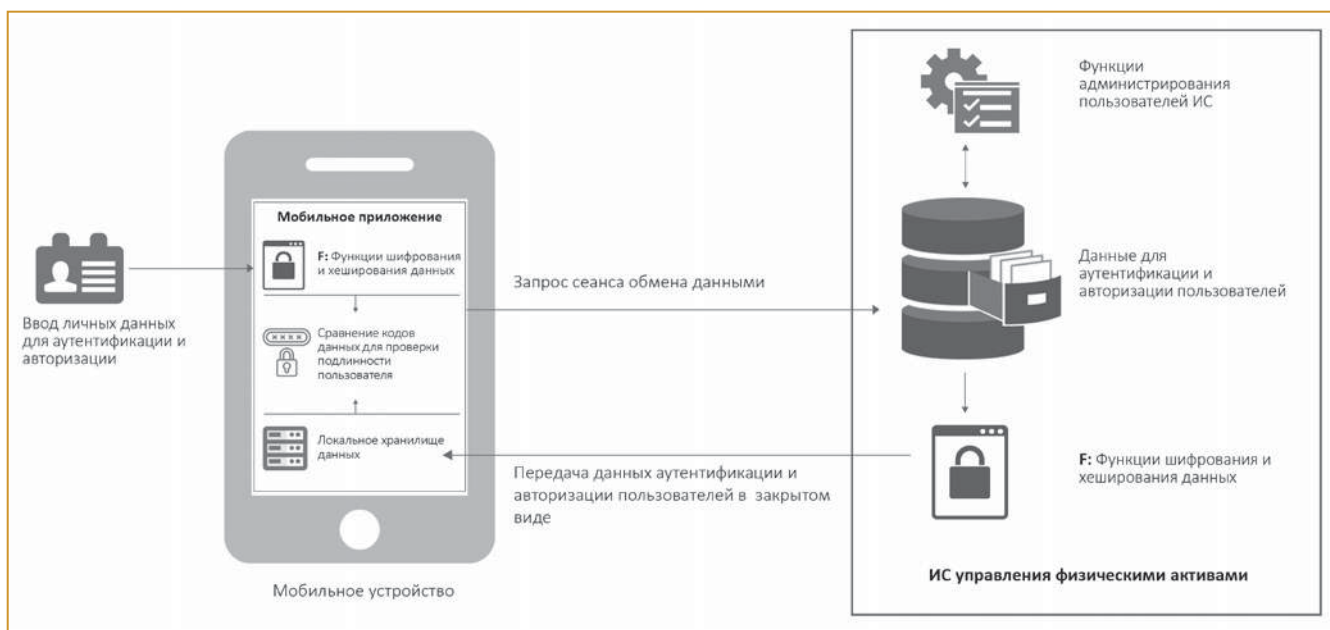 Ввод личных данных
для аутентификации и
авторизации
Мобильное приложение
F: Функции шифрования
и хеширования данных
Сравнение кодов
данных для проверки
подлинности
пользователя
Локальное хранилище
данных
Мобильное устройство
Запрос сеанса обмена данными
Передача данных аутентификации и
авторизации пользователей в закрытом
виде
Функции
администрирования
пользователей ИС
Данные для
аутентификации и
авторизации пользователей
F: Функции шифрования и
хеширования данных
ИС управления физическими активами